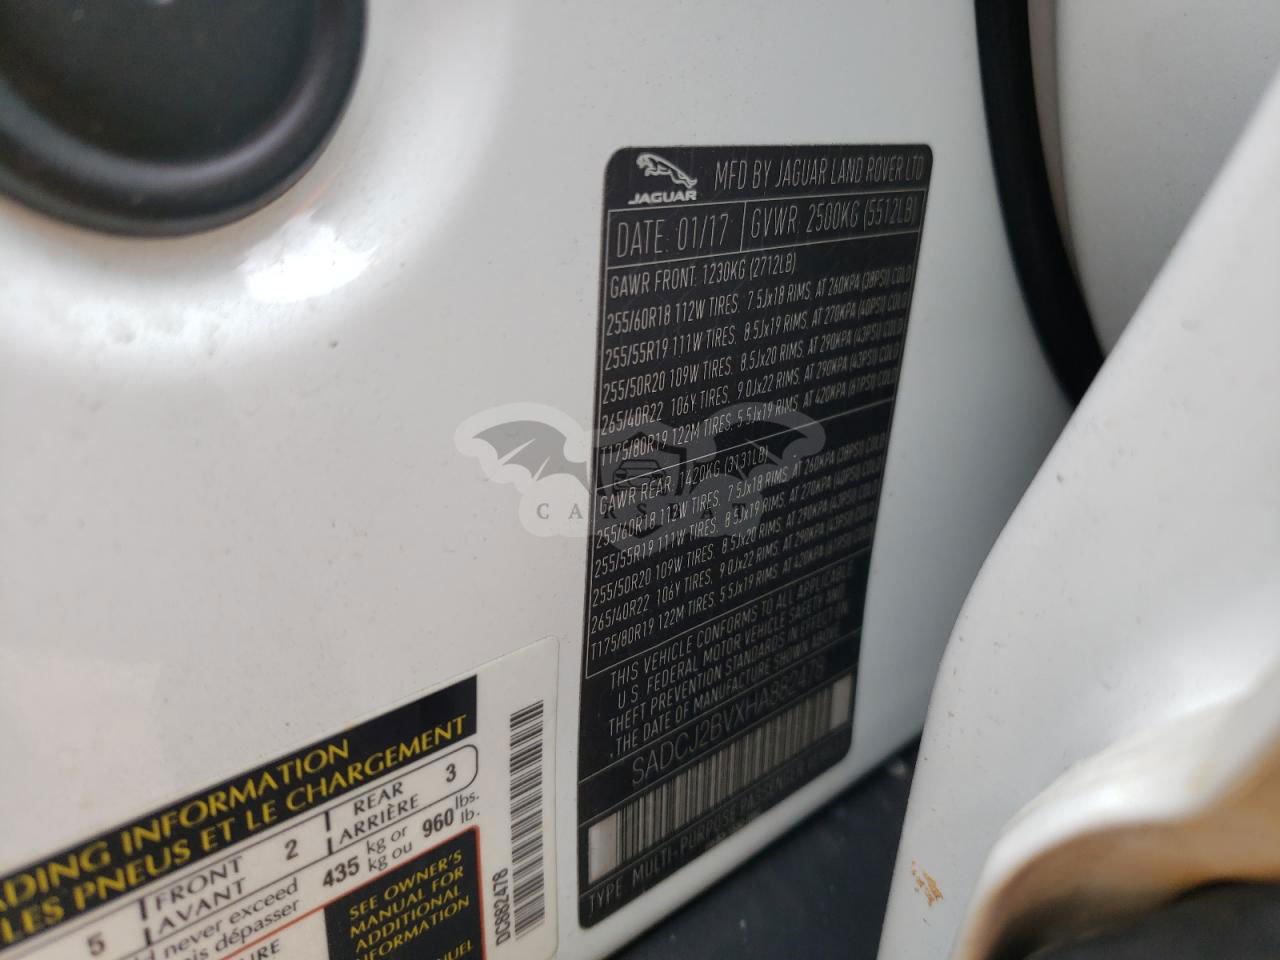 JAGUAR
MFD BY JAGUAR LAND ROVER LTD
DATE: 01/17
GVWR: 2500KG (5512LB)
GAWR FRONT: 1230KG (2712LB)
255/60R18 112W TIRES, 7.5Jx18 RIMS, AT 260KPA (38PSI) COLD
255/55R19 111W TIRES, 8.5Jx19 RIMS, AT 270KPA (40PSI) COLD
255/50R20 109W TIRES, 8.5Jx20 RIMS, AT 290KPA (43PSI) COLD
265/40R22 106Y TIRES, 9.0Jx22 RIMS, AT 290KPA (43PSI) COLD
T175/80R19 122M TIRES, 5.5Jx19 RIMS, AT 420KPA (61PSI) COLD
GAWR REAR: 1420KG (3131LB)
255/60R18 112W TIRES, 7.5Jx18 RIMS, AT 260KPA (38PSI) COLD
255/55R19 111W TIRES, 8.5Jx19 RIMS, AT 270KPA (40PSI) COLD
255/50R20 109W TIRES, 8.5Jx20 RIMS, AT 290KPA (43PSI) COLD
265/40R22 106Y TIRES, 9.0Jx22 RIMS, AT 290KPA (43PSI) COLD
T175/80R19 122M TIRES, 5.5Jx19 RIMS, AT 420KPA (61PSI) COLD
THIS VEHICLE CONFORMS TO ALL APPLICABLE
U.S. FEDERAL MOTOR VEHICLE SAFETY AND
THEFT PREVENTION STANDARDS IN EFFECT ON
THE DATE OF MANUFACTURE SHOWN ABOVE.
SADCJ2BVXHA882478
TYPE: MULTI-PURPOSE PASSENGER
ADING INFORMATION
LES PNEUS ET LE CHARGEMENT
5
FRONT
AVANT
2
REAR
ARRIÈRE
3
never exceed
dépasser
435 kg or
kg ou
960 lbs.
lb.
SEE OWNER'S
MANUAL FOR
ADDITIONAL
INFORMATION
DC882478